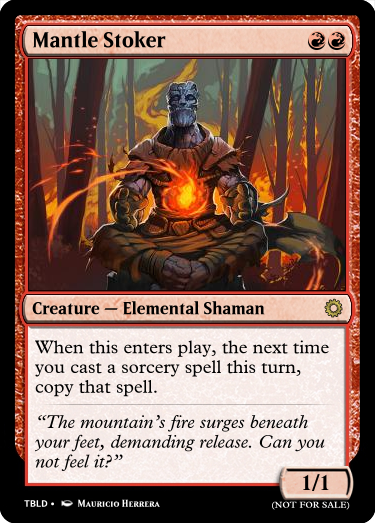 Mantle Stoker
Creature — Elemental Shaman
When this enters play, the next time
you cast a sorcery spell this turn,
copy that spell.
“The mountain’s fire surges beneath
your feet, demanding release. Can you
not feel it?”
1/1
TBLD • Mauricio Herrera
(NOT FOR SALE)